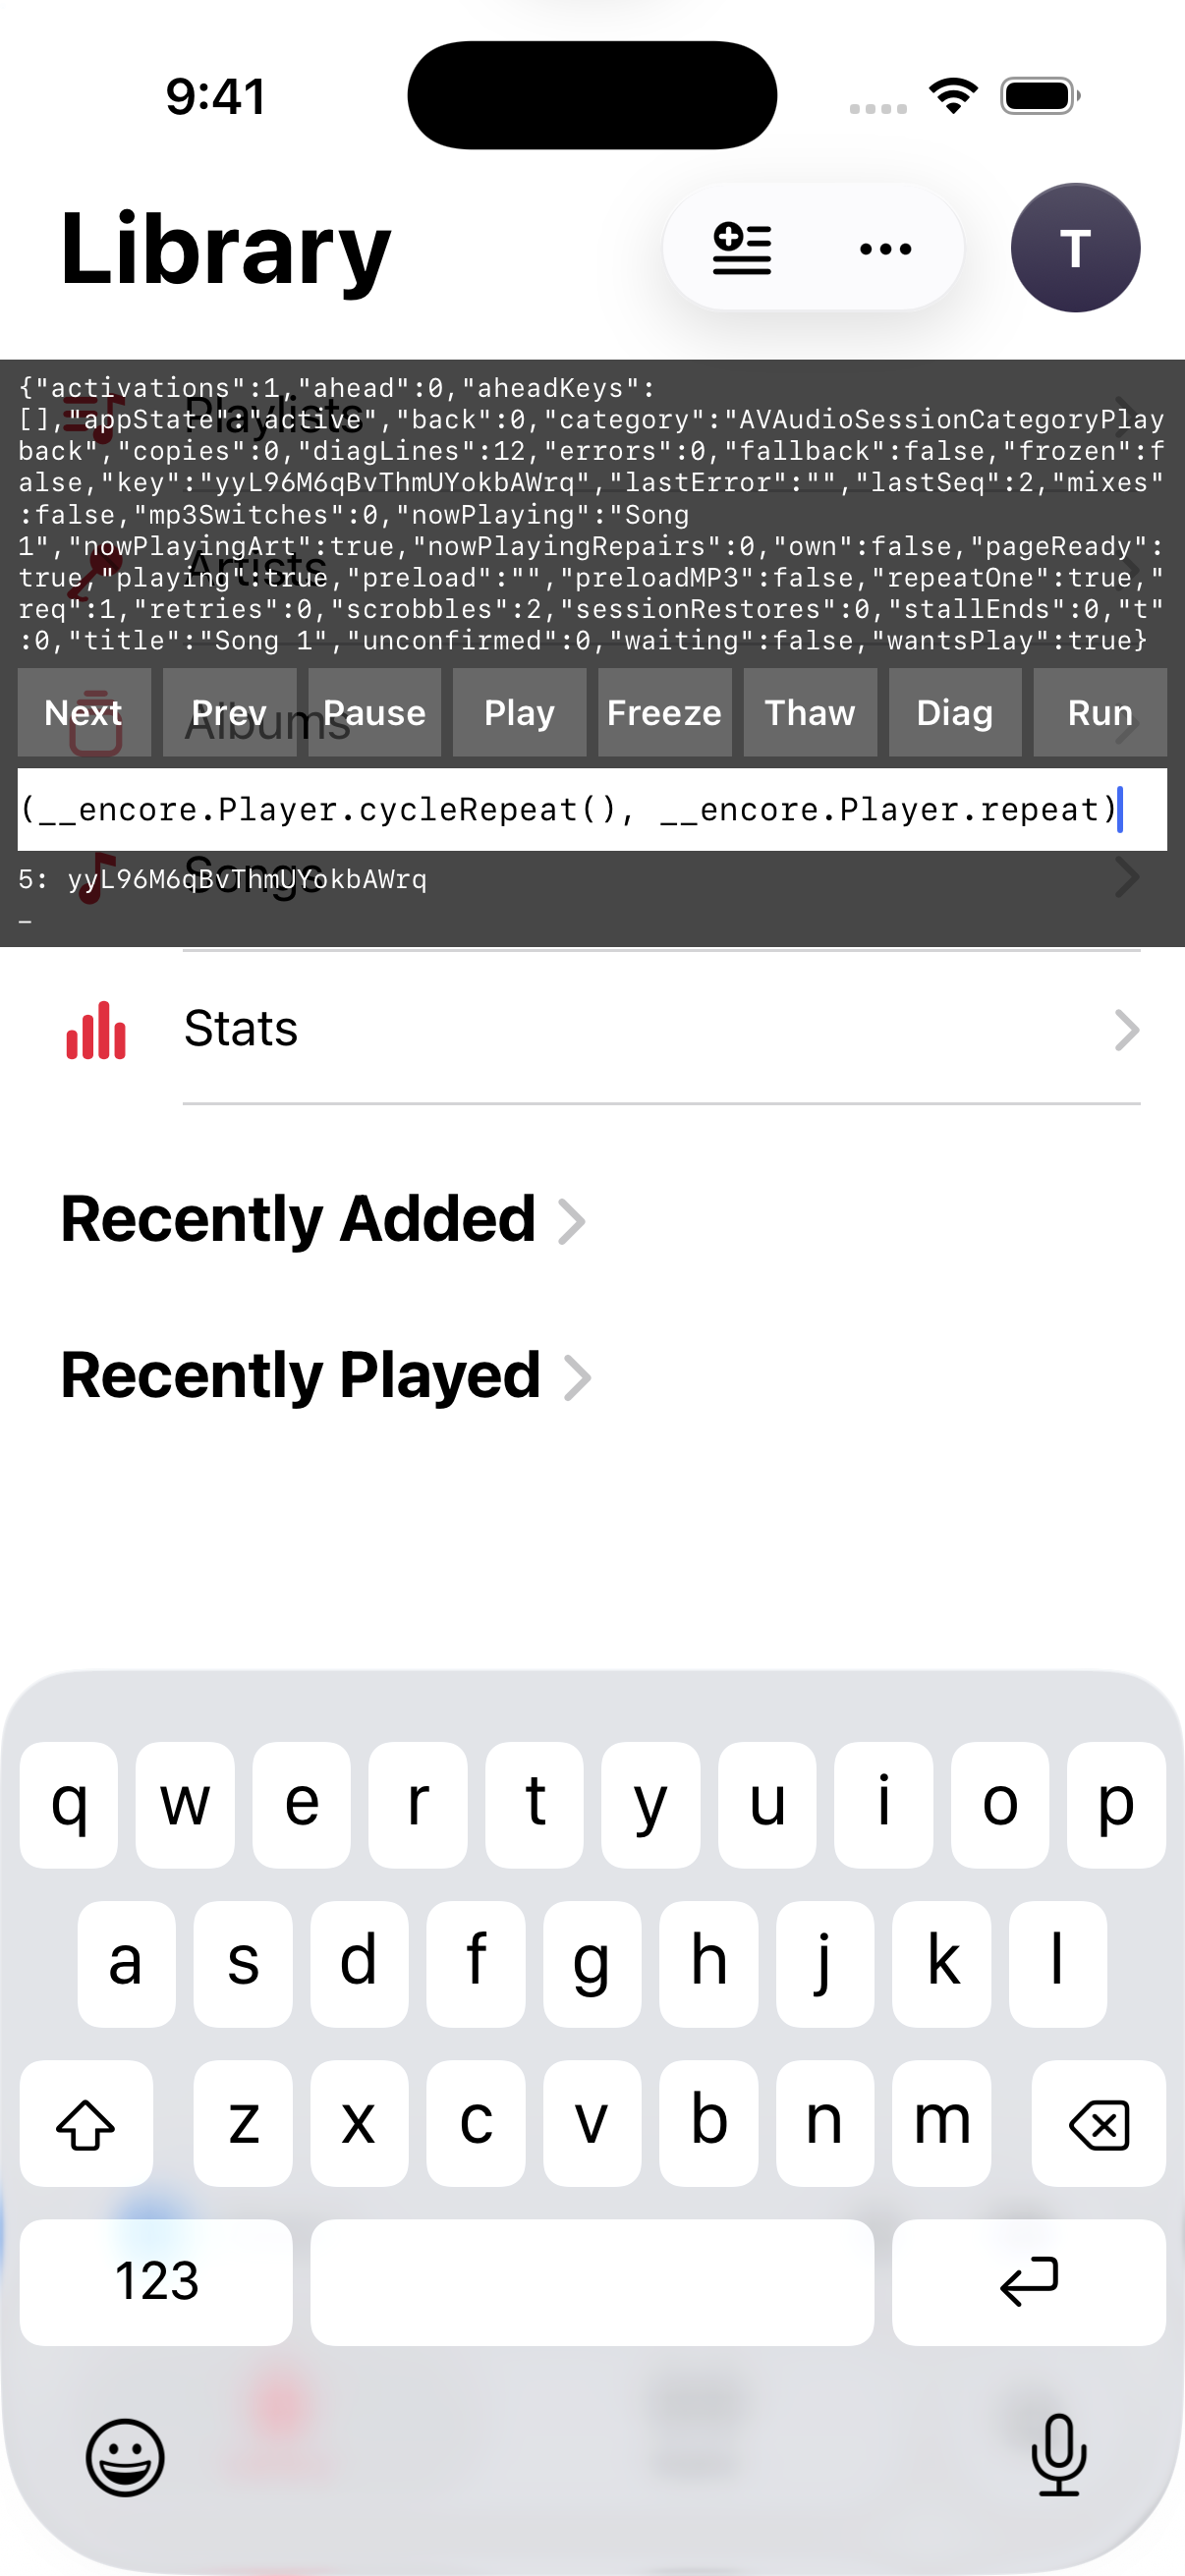 9:41
Library
T
{"activations":1,"ahead":0,"aheadKeys":
[],"appState":"active","back":0,"category":"AVAudioSessionCategoryPlay
back","copies":0,"diagLines":12,"errors":0,"fallback":false,"frozen":f
alse,"key":"yyL96M6qBvThmUYokbAWrq","lastError":"","lastSeq":2,"mixes"
:false,"mp3Switches":0,"nowPlaying":"Song
1","nowPlayingArt":true,"nowPlayingRepairs":0,"own":false,"pageReady":
true,"playing":true,"preload":"","preloadMP3":false,"repeatOne":true,"
req":1,"retries":0,"scrobbles":2,"sessionRestores":0,"stallEnds":0,"t"
:0,"title":"Song 1","unconfirmed":0,"waiting":false,"wantsPlay":true}
Playlists
Artists
Next Prev Pause Play Freeze Thaw Diag Run
Albums
(__encore.Player.cycleRepeat(), __encore.Player.repeat)
5: yyL96M6qBvThmUYokbAWrq
Songs
–
Stats
Recently Added
Recently Played
q w e r t y u i o p
a s d f g h j k l
z x c v b n m
123